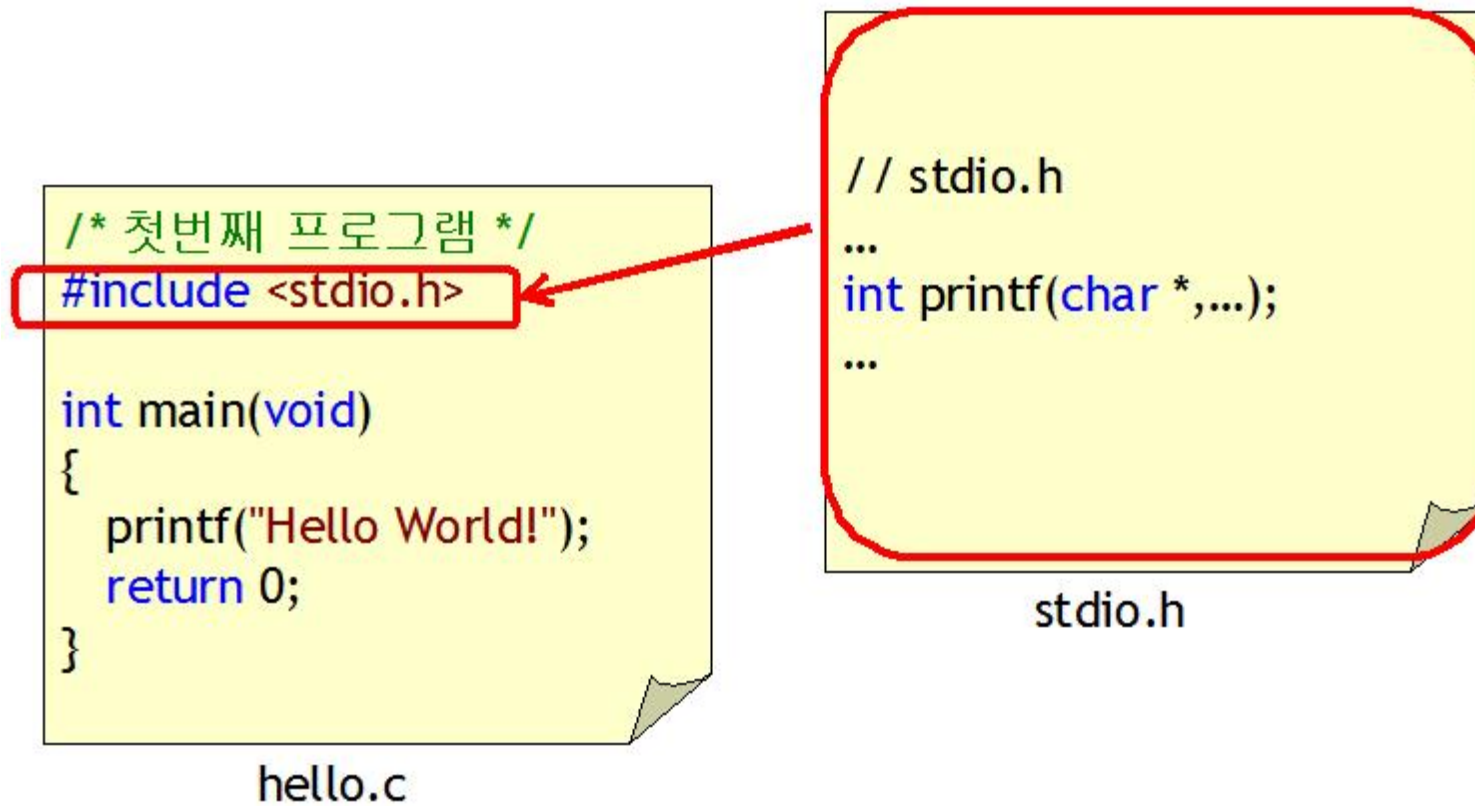 /* 첫번째 프로그램 */
#include <stdio.h>
int main(void)
{
printf("Hello World!");
return 0;
}
hello.c
// stdio.h
...
int printf(char *,...);
...
stdio.h